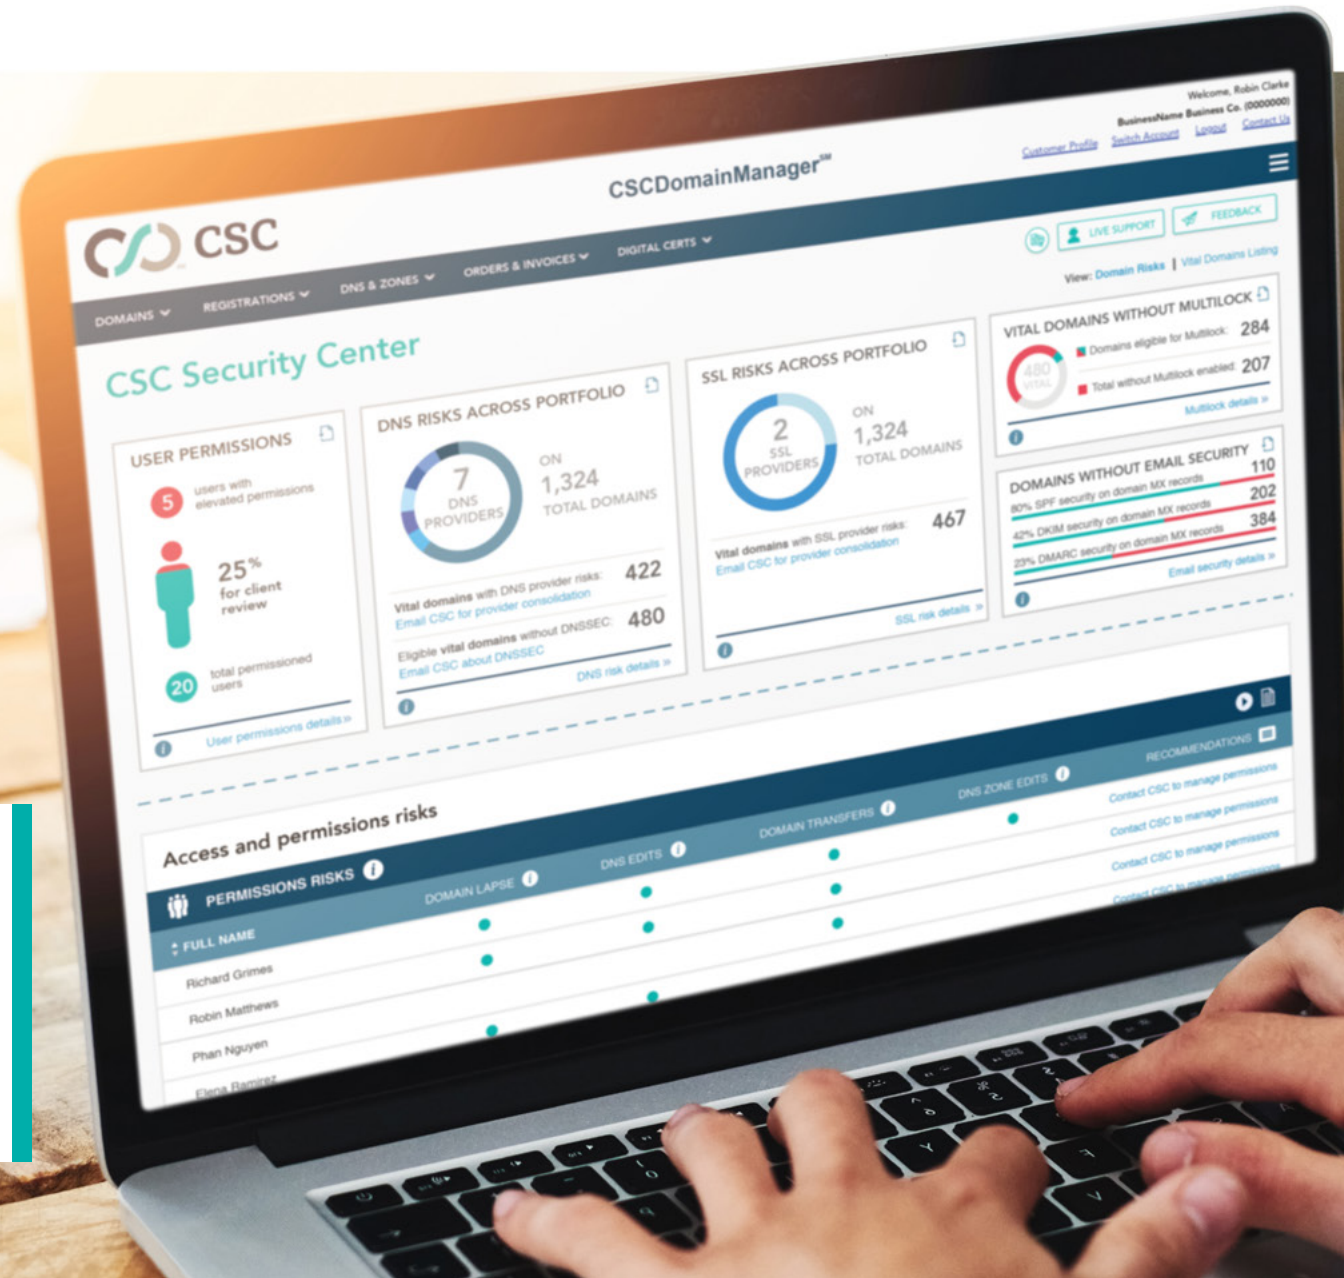 Welcome, Robin Clarke
BusinessName Business Co. (0000000)
Customer Profile Switch Account Logout Contact Us
CSC
CSCDomainManager℠
DOMAINS REGISTRATIONS DNS & ZONES ORDERS & INVOICES DIGITAL CERTS
LIVE SUPPORT FEEDBACK
View: Domain Risks | Vital Domains Listing
CSC Security Center
USER PERMISSIONS
5 users with
elevated permissions
25%
for client
review
20 total permissioned
users
User permissions details »
DNS RISKS ACROSS PORTFOLIO
7
DNS
PROVIDERS
ON
1,324
TOTAL DOMAINS
Vital domains with DNS provider risks: 422
Email CSC for provider consolidation
Eligible vital domains without DNSSEC: 480
Email CSC about DNSSEC
DNS risk details »
SSL RISKS ACROSS PORTFOLIO
2
SSL
PROVIDERS
ON
1,324
TOTAL DOMAINS
Vital domains with SSL provider risks: 467
Email CSC for provider consolidation
SSL risk details »
VITAL DOMAINS WITHOUT MULTILOCK
480
VITAL
Domains eligible for Multilock: 284
Total without Multilock enabled: 207
Multilock details »
DOMAINS WITHOUT EMAIL SECURITY
80% SPF security on domain MX records 110
42% DKIM security on domain MX records 202
23% DMARC security on domain MX records 384
Email security details »
Access and permissions risks
PERMISSIONS RISKS
FULL NAME DOMAIN LAPSE DNS EDITS DOMAIN TRANSFERS DNS ZONE EDITS RECOMMENDATIONS
Richard Grimes Contact CSC to manage permissions
Robin Matthews Contact CSC to manage permissions
Phan Nguyen Contact CSC to manage permissions
Elena Ramirez Contact CSC to manage permissions